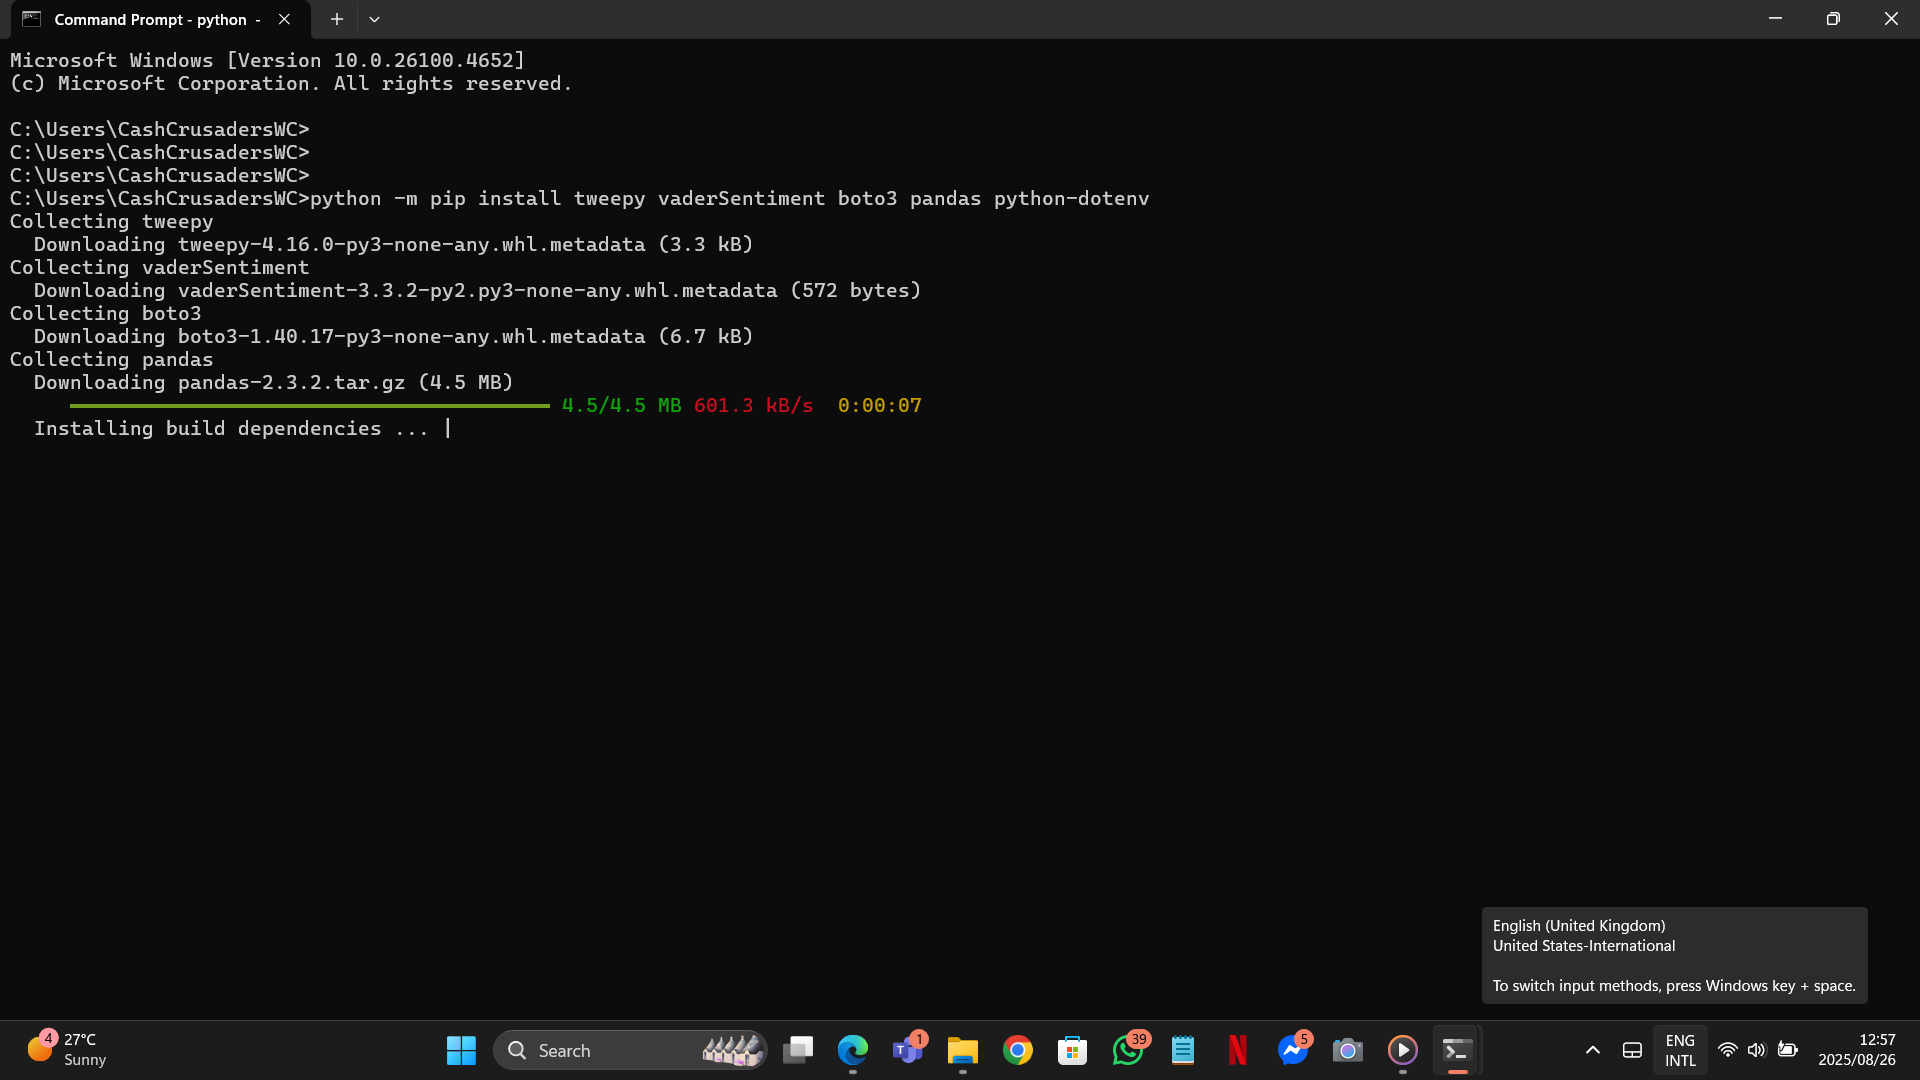 Command Prompt - python -
Microsoft Windows [Version 10.0.26100.4652]
(c) Microsoft Corporation. All rights reserved.
C:\Users\CashCrusadersWC>
C:\Users\CashCrusadersWC>
C:\Users\CashCrusadersWC>
C:\Users\CashCrusadersWC>python -m pip install tweepy vaderSentiment boto3 pandas python-dotenv
Collecting tweepy
  Downloading tweepy-4.16.0-py3-none-any.whl.metadata (3.3 kB)
Collecting vaderSentiment
  Downloading vaderSentiment-3.3.2-py2.py3-none-any.whl.metadata (572 bytes)
Collecting boto3
  Downloading boto3-1.40.17-py3-none-any.whl.metadata (6.7 kB)
Collecting pandas
  Downloading pandas-2.3.2.tar.gz (4.5 MB)
4.5/4.5 MB 601.3 kB/s  0:00:07
  Installing build dependencies ... |
English (United Kingdom)
United States-International
To switch input methods, press Windows key + space.
4
27°C
Sunny
Search
T
1
39
5
ENG
INTL
12:57
2025/08/26